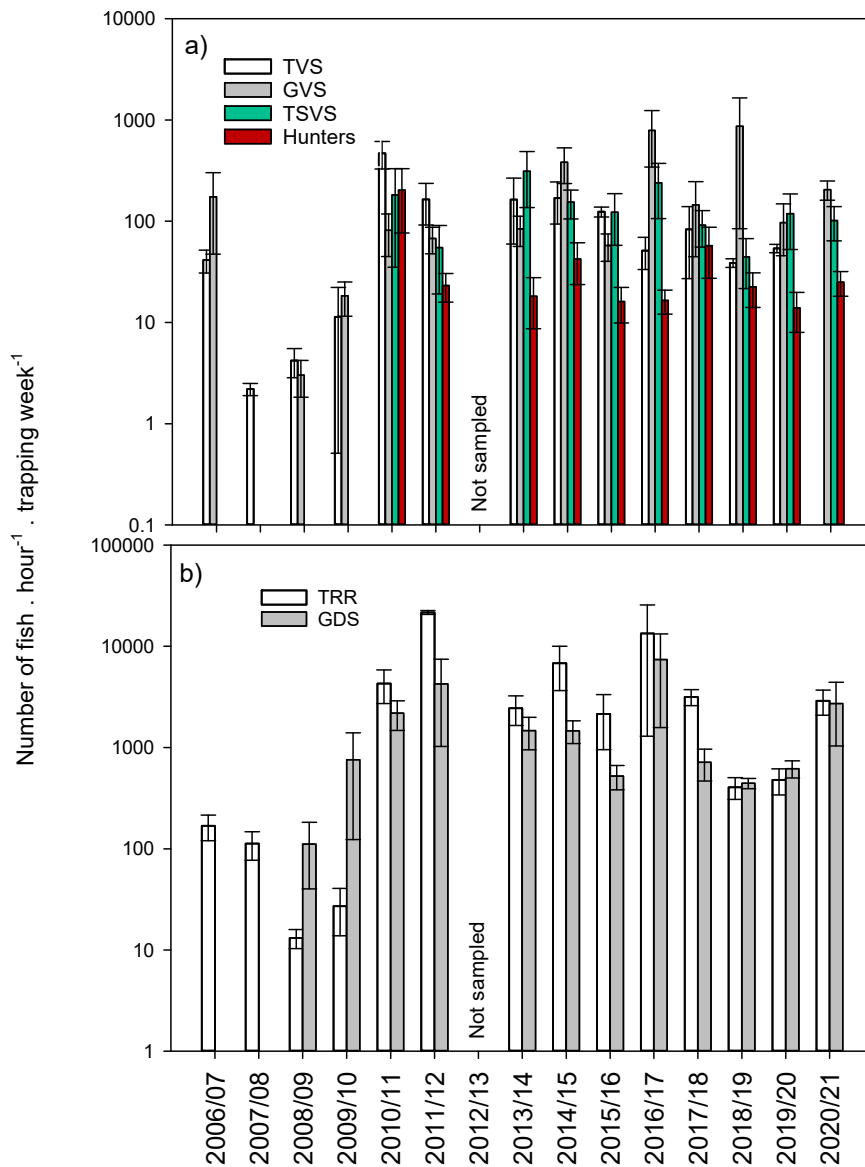 Number of fish . hour-1 . trapping week-1
a)
TVS
GVS
TSVS
Hunters
10000
1000
100
10
1
0.1
Not sampled
b)
TRR
GDS
100000
10000
1000
100
10
1
Not sampled
2006/07
2007/08
2008/09
2009/10
2010/11
2011/12
2012/13
2013/14
2014/15
2015/16
2016/17
2017/18
2018/19
2019/20
2020/21